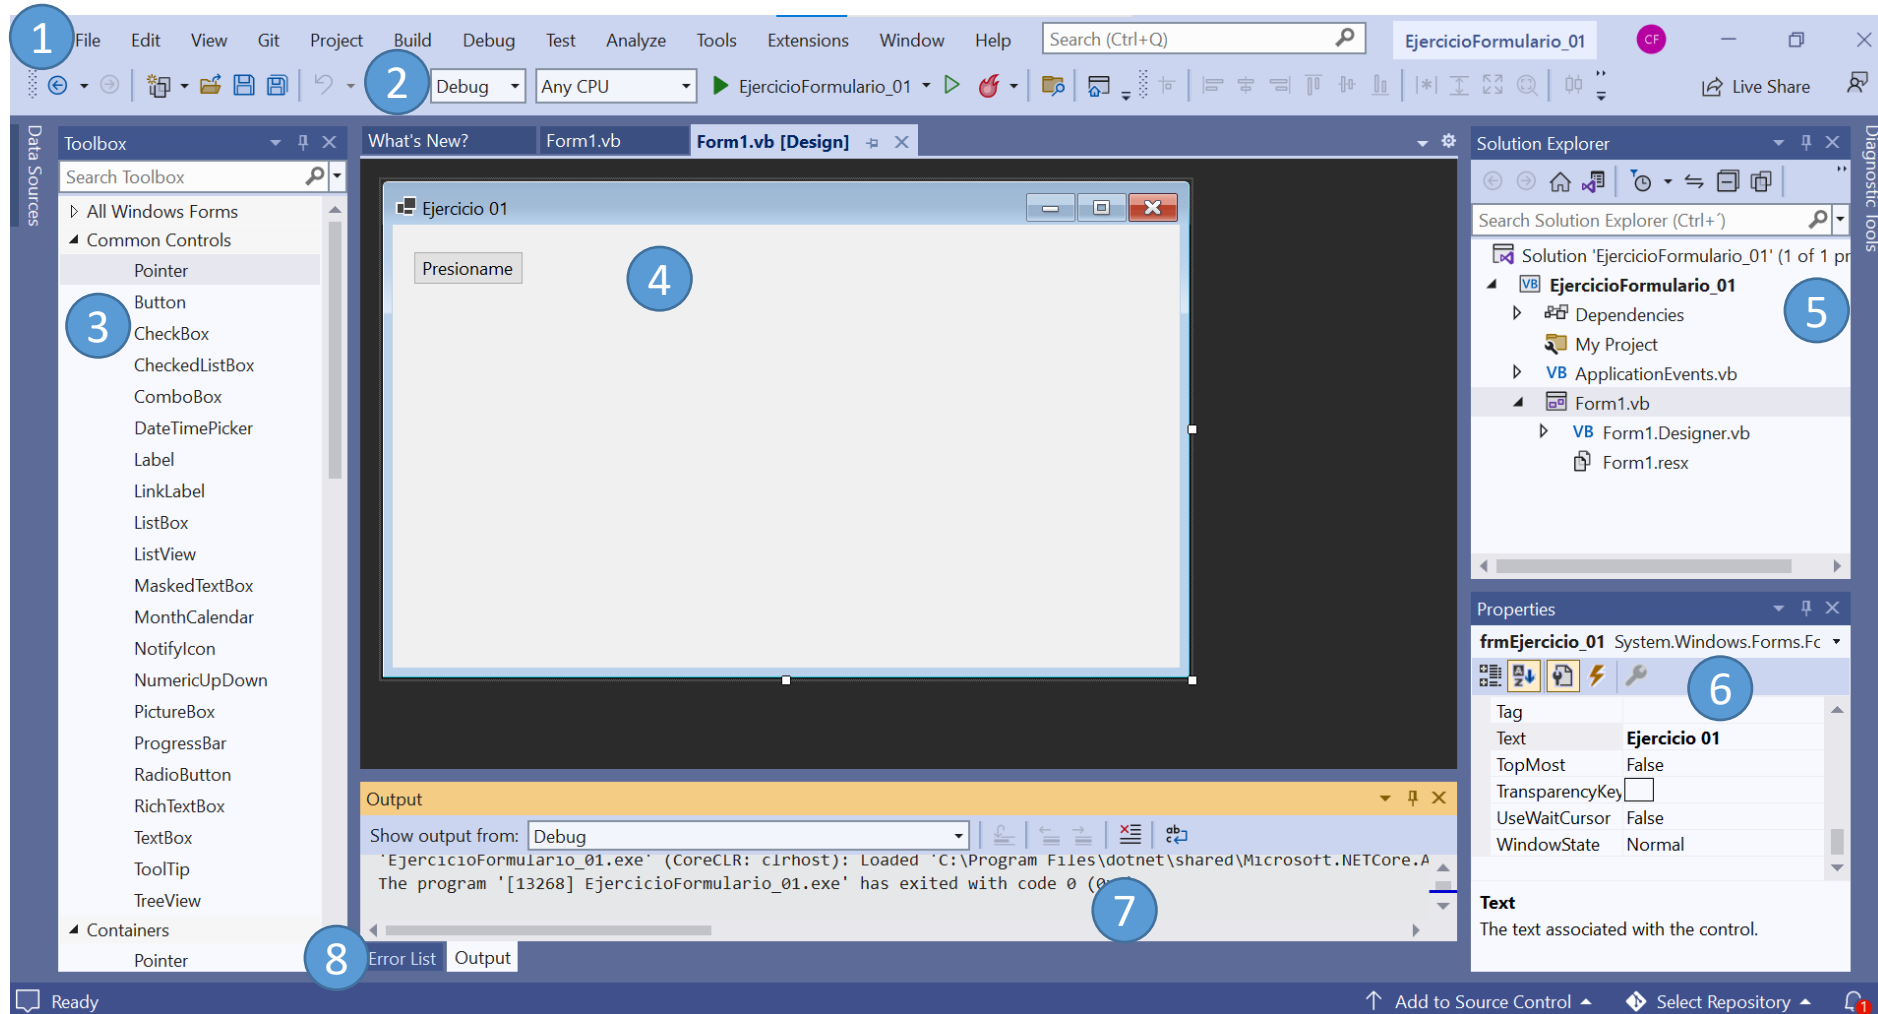 1 File Edit View Git Project Build Debug Test Analyze Tools Extensions Window Help Search (Ctrl+Q) EjercicioFormulario_01 CF
2 Debug Any CPU EjercicioFormulario_01 Live Share
Data Sources
Toolbox
Search Toolbox
All Windows Forms
Common Controls
Pointer
Button
3
CheckBox
CheckedListBox
ComboBox
DateTimePicker
Label
LinkLabel
ListBox
ListView
MaskedTextBox
MonthCalendar
NotifyIcon
NumericUpDown
PictureBox
ProgressBar
RadioButton
RichTextBox
TextBox
ToolTip
TreeView
Containers
Pointer
What's New? Form1.vb Form1.vb [Design]
Ejercicio 01
Presioname
4
Output
Show output from: Debug
'EjercicioFormulario_01.exe' (CoreCLR: clrhost): Loaded 'C:\Program Files\dotnet\shared\Microsoft.NETCore.A
The program '[13268] EjercicioFormulario_01.exe' has exited with code 0
7
8
Error List Output
Solution Explorer
Search Solution Explorer (Ctrl+´)
Solution 'EjercicioFormulario_01' (1 of 1 pr
EjercicioFormulario_01
5
Dependencies
My Project
VB ApplicationEvents.vb
Form1.vb
VB Form1.Designer.vb
Form1.resx
Properties
frmEjercicio_01 System.Windows.Forms.Fc
6
Tag
Text Ejercicio 01
TopMost False
TransparencyKey
UseWaitCursor False
WindowState Normal
Text
The text associated with the control.
Diagnostic Tools
Ready Add to Source Control Select Repository 1